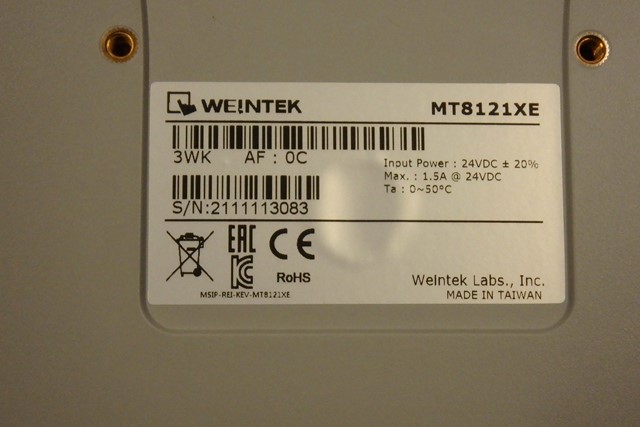 WEINTEK MT8121XE
3WK AF : 0C
Input Power : 24VDC ± 20%
Max. : 1.5A @ 24VDC
Ta : 0~50°C
S/N:2111113083
EAC CE
KC RoHS
MSIP-REI-KEV-MT8121XE
Weintek Labs., Inc.
MADE IN TAIWAN